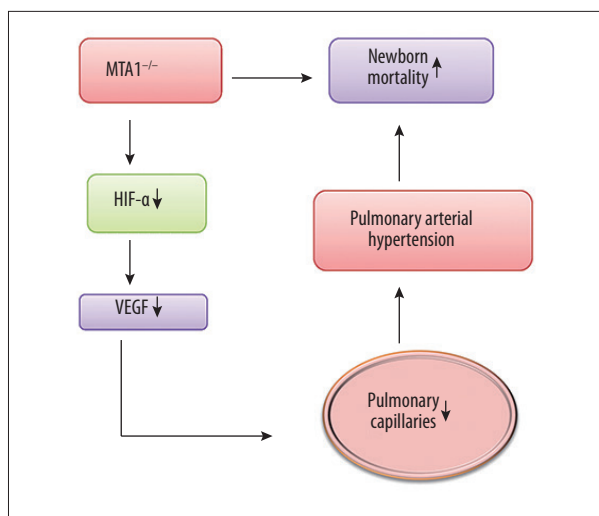 MTA1⁻/⁻
Newborn
mortality ↑
HIF-α ↓
Pulmonary arterial
hypertension
VEGF ↓
Pulmonary
capillaries ↓